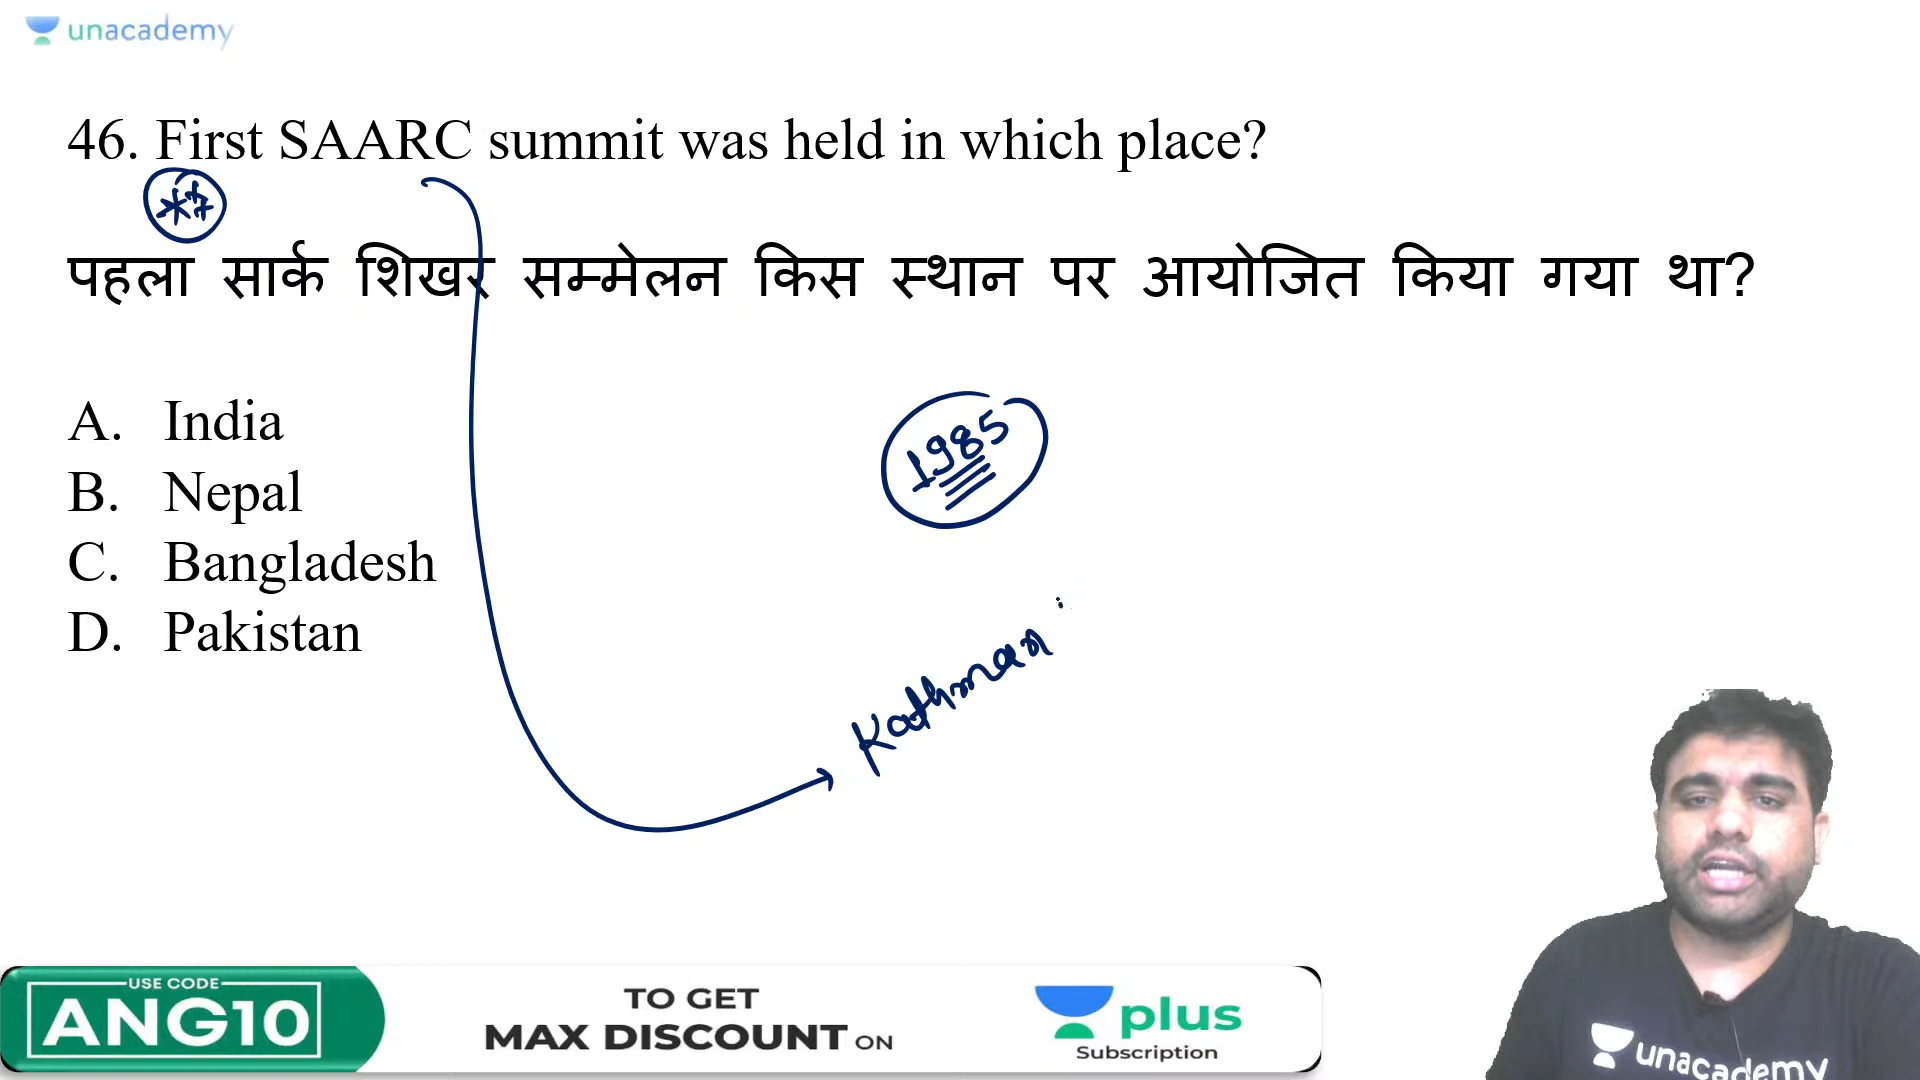 unacademy
46. First SAARC summit was held in which place?
पहला सार्क शिखर सम्मेलन किस स्थान पर आयोजित किया गया था?
A. India
B. Nepal
C. Bangladesh
D. Pakistan
1985
Kathman
USE CODE
ANG10
TO GET
MAX DISCOUNT ON
plus
Subscription
unacademy